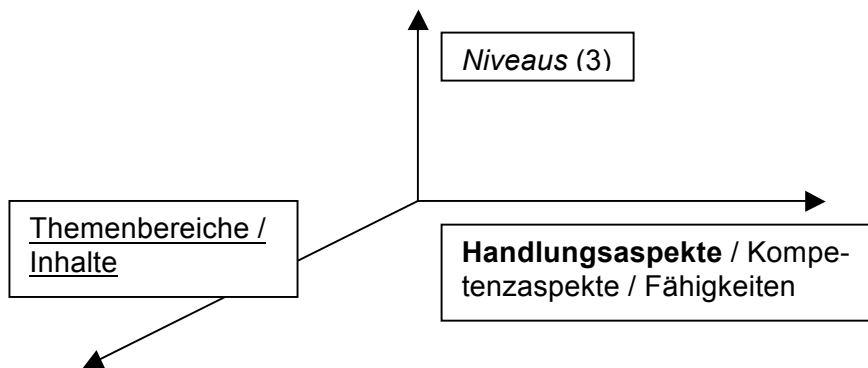 Niveaus (3)
Themenbereiche /
Inhalte
Handlungsaspekte / Kompe-
tenzaspekte / Fähigkeiten